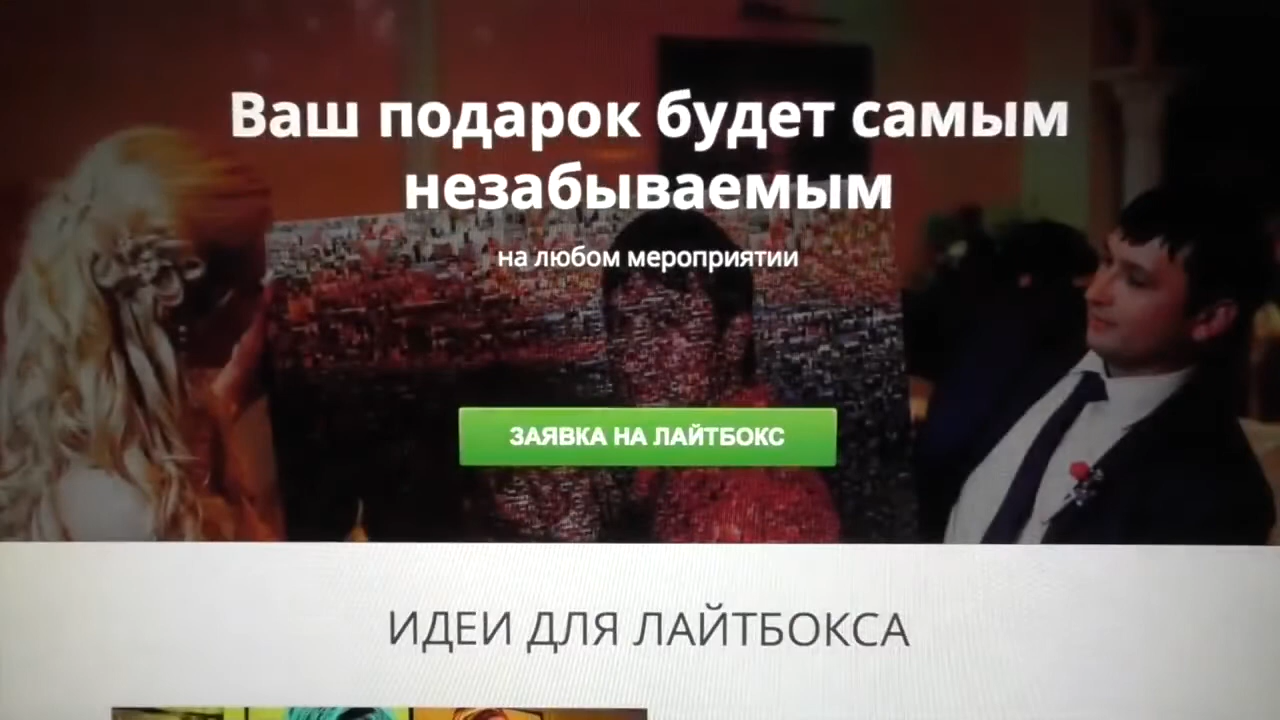 Ваш подарок будет самым
незабываемым
на любом мероприятии
ЗАЯВКА НА ЛАЙТБОКС
ИДЕИ ДЛЯ ЛАЙТБОКСА